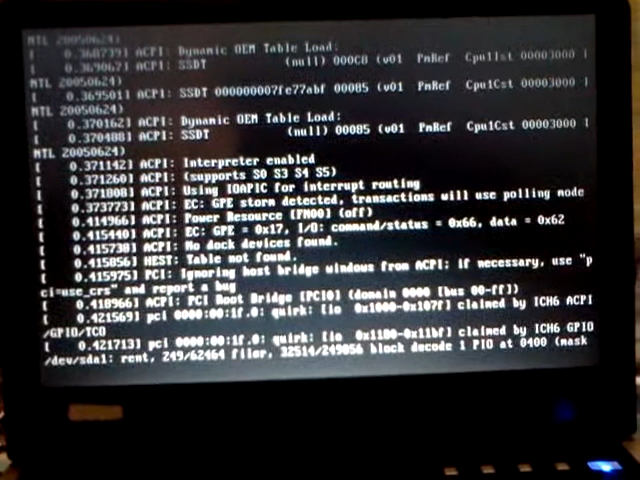 NTL 20050624)
[ 0.368739] ACPI: Dynamic OEM Table Load:
[ 0.369067] ACPI: SSDT (null) 000C8 (v01 PmRef Cpu1Ist 00003000 I
NTL 20050624)
[ 0.369501] ACPI: SSDT 000000007fe77abf 00085 (v01 PmRef Cpu1Cst 00003000 I
NTL 20050624)
[ 0.370162] ACPI: Dynamic OEM Table Load:
[ 0.370488] ACPI: SSDT (null) 00085 (v01 PmRef Cpu1Cst 00003000 I
NTL 20050624)
[ 0.371142] ACPI: Interpreter enabled
[ 0.371260] ACPI: (supports S0 S3 S4 S5)
[ 0.371808] ACPI: Using IOAPIC for interrupt routing
[ 0.373773] ACPI: EC: GPE storm detected, transactions will use polling mode
[ 0.414966] ACPI: Power Resource [FN00] (off)
[ 0.415440] ACPI: EC: GPE = 0x17, I/O: command/status = 0x66, data = 0x62
[ 0.415738] ACPI: No dock devices found.
[ 0.415856] HEST: Table not found.
[ 0.415975] PCI: Ignoring host bridge windows from ACPI; if necessary, use "p
ci=use_crs" and report a bug
[ 0.418966] ACPI: PCI Root Bridge [PCI0] (domain 0000 [bus 00-ff])
[ 0.421569] pci 0000:00:1f.0: quirk: [io 0x1000-0x107f] claimed by ICH6 ACPI
/GPIO/TCO
[ 0.421713] pci 0000:00:1f.0: quirk: [io 0x1180-0x11bf] claimed by ICH6 GPIO
/dev/sda1: 249/62464 32514/249856 block decode 1 PIO at 0400 (mask